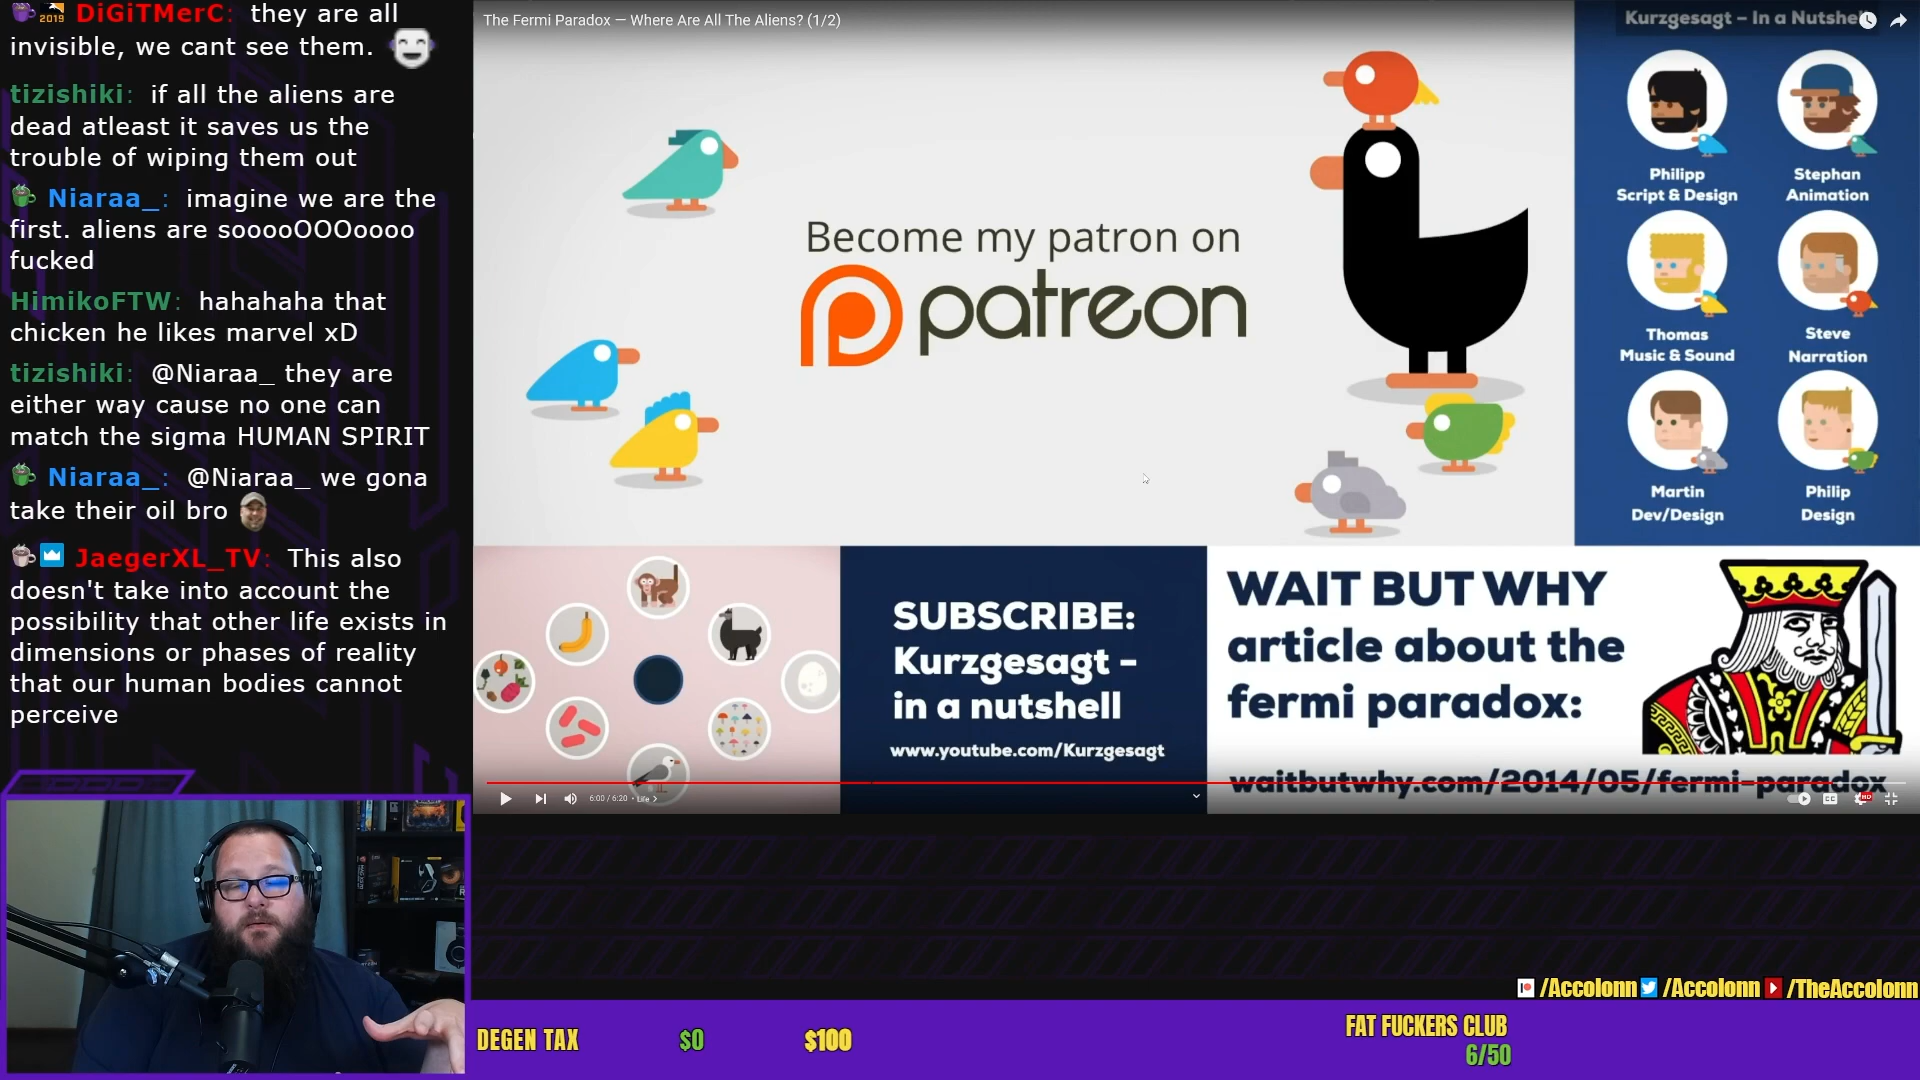 DiGiTMerC: they are all
invisible, we cant see them.
tizishiki: if all the aliens are
dead atleast it saves us the
trouble of wiping them out
Niaraa_: imagine we are the
first. aliens are sooooOOOoooo
fucked
HimikoFTW: hahahaha that
chicken he likes marvel xD
tizishiki: @Niaraa_ they are
either way cause no one can
match the sigma HUMAN SPIRIT
Niaraa_: @Niaraa_ we gona
take their oil bro
JaegerXL_TV: This also
doesn't take into account the
possibility that other life exists in
dimensions or phases of reality
that our human bodies cannot
perceive
2019
The Fermi Paradox — Where Are All The Aliens? (1/2)
Become my patron on
patreon
Kurzgesagt – In a Nutshell
Philipp
Script & Design
Stephan
Animation
Thomas
Music & Sound
Steve
Narration
Martin
Dev/Design
Philip
Design
SUBSCRIBE:
Kurzgesagt –
in a nutshell
www.youtube.com/Kurzgesagt
WAIT BUT WHY
article about the
fermi paradox:
waitbutwhy.com/2014/05/fermi-paradox
6:00 / 6:20 • Life >
CC
HD
/Accolonn /Accolonn /TheAccolonn
DEGEN TAX $0 $100
FAT FUCKERS CLUB
6/50